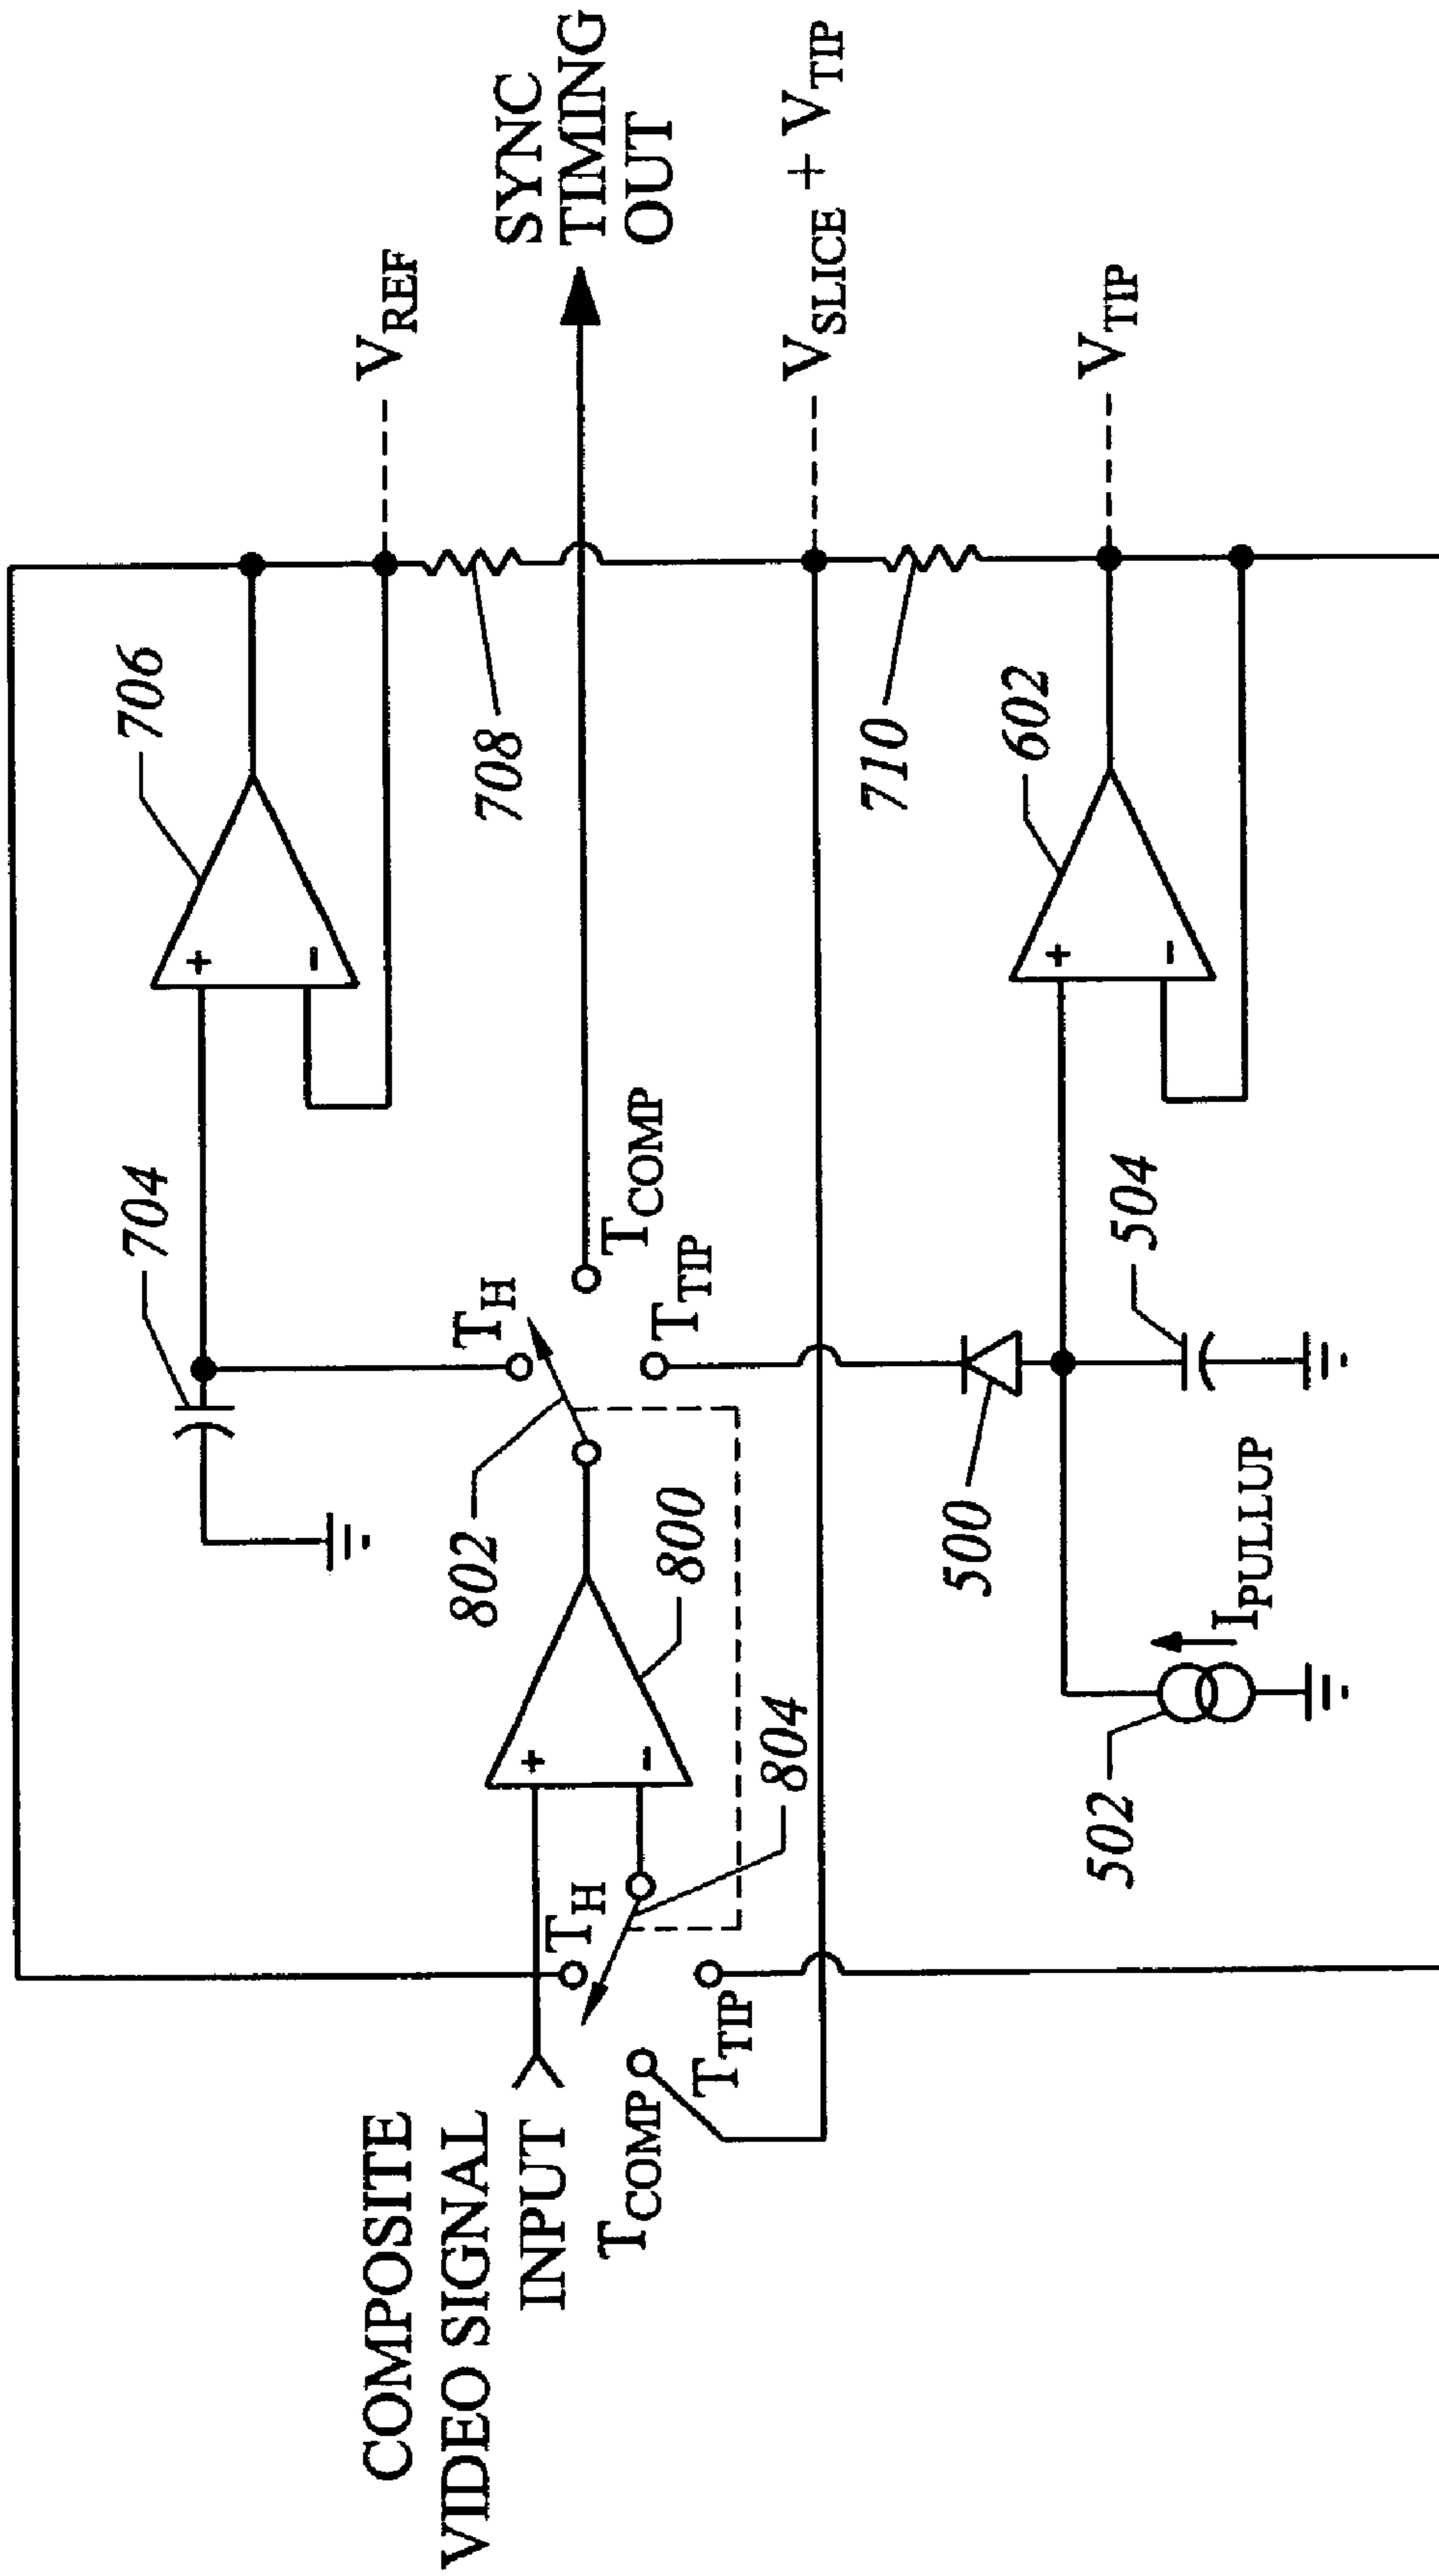 COMPOSITE
VIDEO SIGNAL
INPUT
T_H
T_COMP
T_TIP
804
+
-
800
802
T_H
T_COMP
T_TIP
704
+
-
706
V_REF
708
SYNC
TIMING
OUT
V_SLICE + V_TIP
710
502
I_PULLUP
500
504
+
-
602
V_TIP